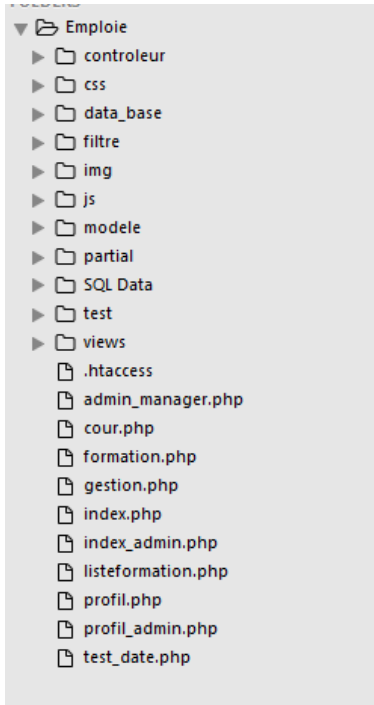 FOLDERS
Emploie
controleur
css
data_base
filtre
img
js
modele
partial
SQL Data
test
views
.htaccess
admin_manager.php
cour.php
formation.php
gestion.php
index.php
index_admin.php
listeformation.php
profil.php
profil_admin.php
test_date.php